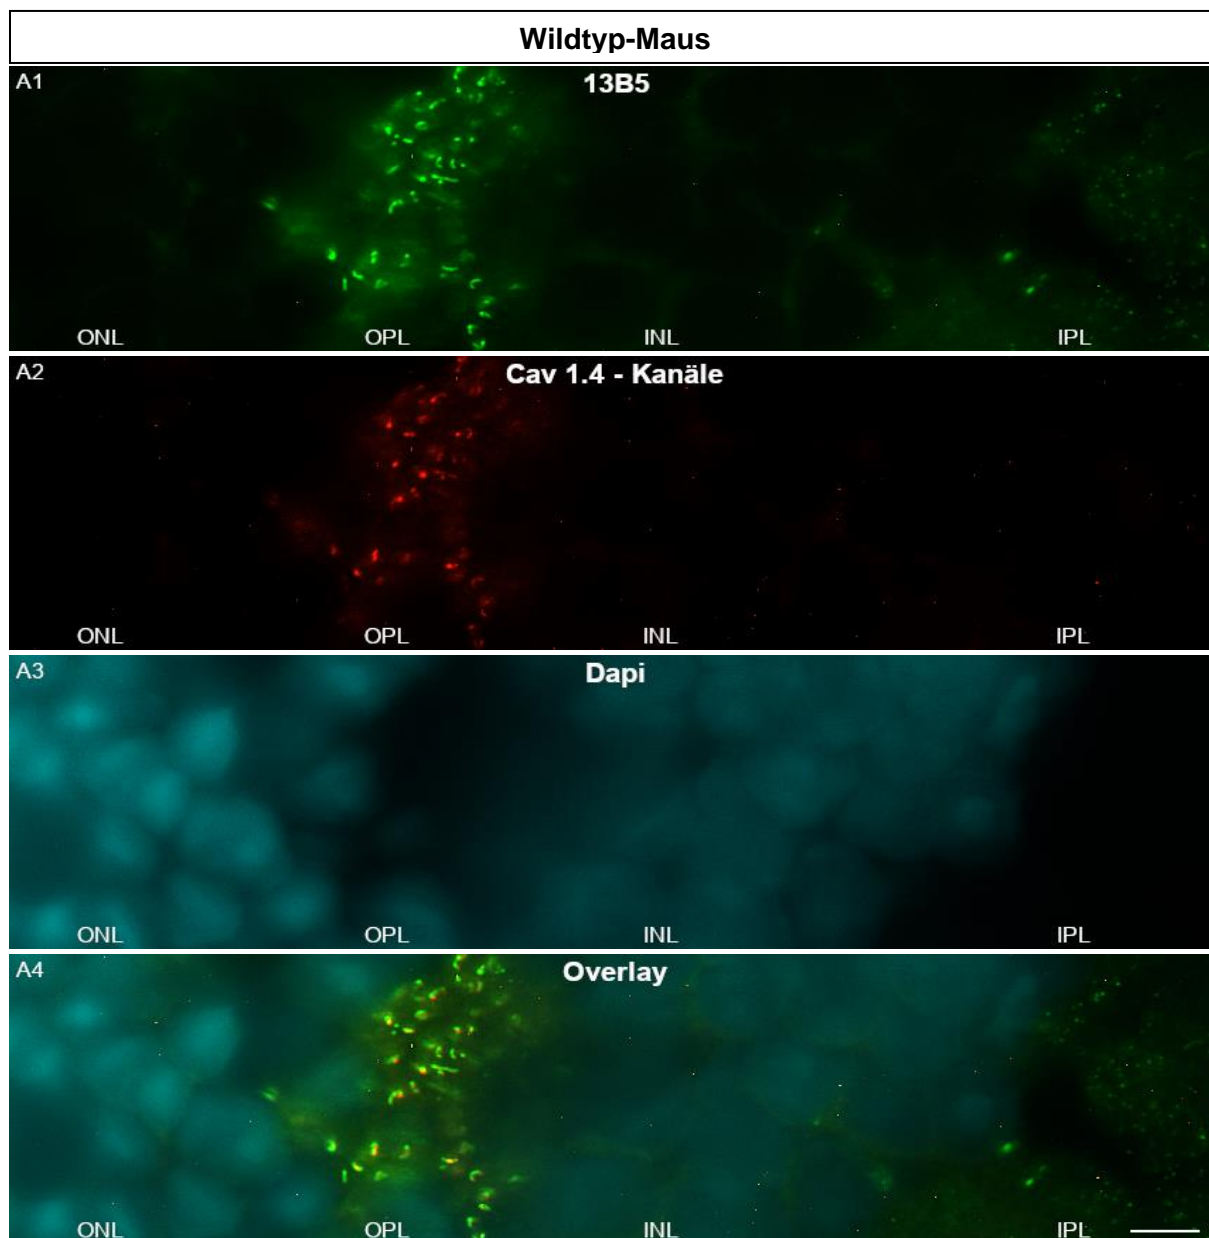 Wildtyp-Maus
A1
13B5
ONL OPL INL IPL
A2
Cav 1.4 - Kanäle
ONL OPL INL IPL
A3
Dapi
ONL OPL INL IPL
A4
Overlay
ONL OPL INL IPL